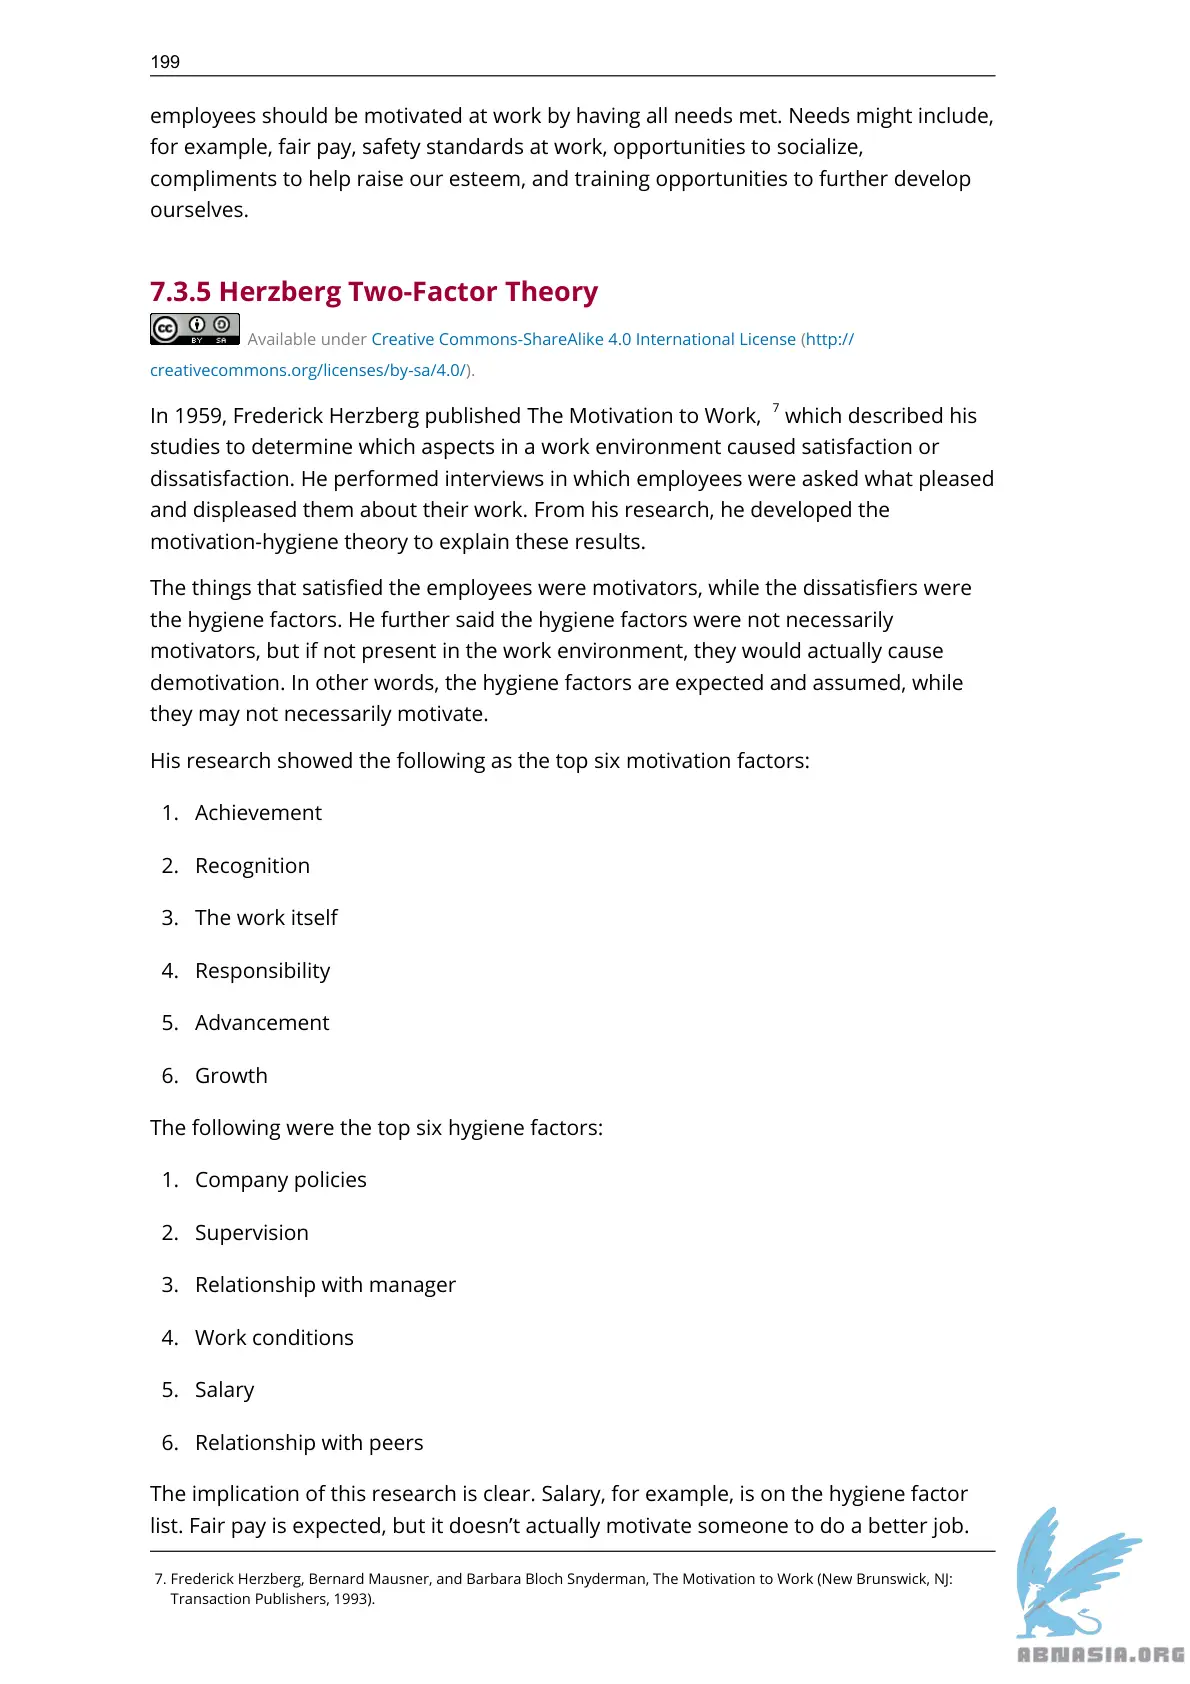 199
employees should be motivated at work by having all needs met. Needs might include,
for example, fair pay, safety standards at work, opportunities to socialize,
compliments to help raise our esteem, and training opportunities to further develop
ourselves.
7.3.5 Herzberg Two-Factor Theory
cc BY SA Available under Creative Commons-ShareAlike 4.0 International License (http://
creativecommons.org/licenses/by-sa/4.0/).
In 1959, Frederick Herzberg published The Motivation to Work, 7 which described his
studies to determine which aspects in a work environment caused satisfaction or
dissatisfaction. He performed interviews in which employees were asked what pleased
and displeased them about their work. From his research, he developed the
motivation-hygiene theory to explain these results.
The things that satisfied the employees were motivators, while the dissatisfiers were
the hygiene factors. He further said the hygiene factors were not necessarily
motivators, but if not present in the work environment, they would actually cause
demotivation. In other words, the hygiene factors are expected and assumed, while
they may not necessarily motivate.
His research showed the following as the top six motivation factors:
1. Achievement
2. Recognition
3. The work itself
4. Responsibility
5. Advancement
6. Growth
The following were the top six hygiene factors:
1. Company policies
2. Supervision
3. Relationship with manager
4. Work conditions
5. Salary
6. Relationship with peers
The implication of this research is clear. Salary, for example, is on the hygiene factor
list. Fair pay is expected, but it doesn’t actually motivate someone to do a better job.
7. Frederick Herzberg, Bernard Mausner, and Barbara Bloch Snyderman, The Motivation to Work (New Brunswick, NJ:
Transaction Publishers, 1993).
ABNASIA.ORG